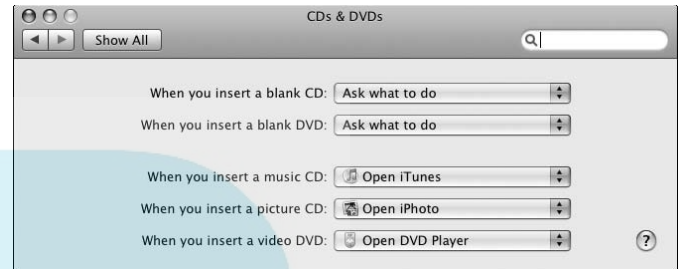 CDs & DVDs
Show All
When you insert a blank CD: Ask what to do
When you insert a blank DVD: Ask what to do
When you insert a music CD: Open iTunes
When you insert a picture CD: Open iPhoto
When you insert a video DVD: Open DVD Player
?